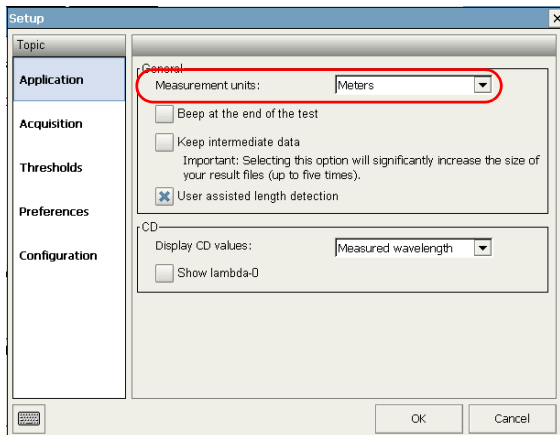 Setup
Topic
Application
Acquisition
Thresholds
Preferences
Configuration
General
Measurement units: Meters
Beep at the end of the test
Keep intermediate data
Important: Selecting this option will significantly increase the size of
your result files (up to five times).
User assisted length detection
CD
Display CD values: Measured wavelength
Show lambda-0
OK Cancel